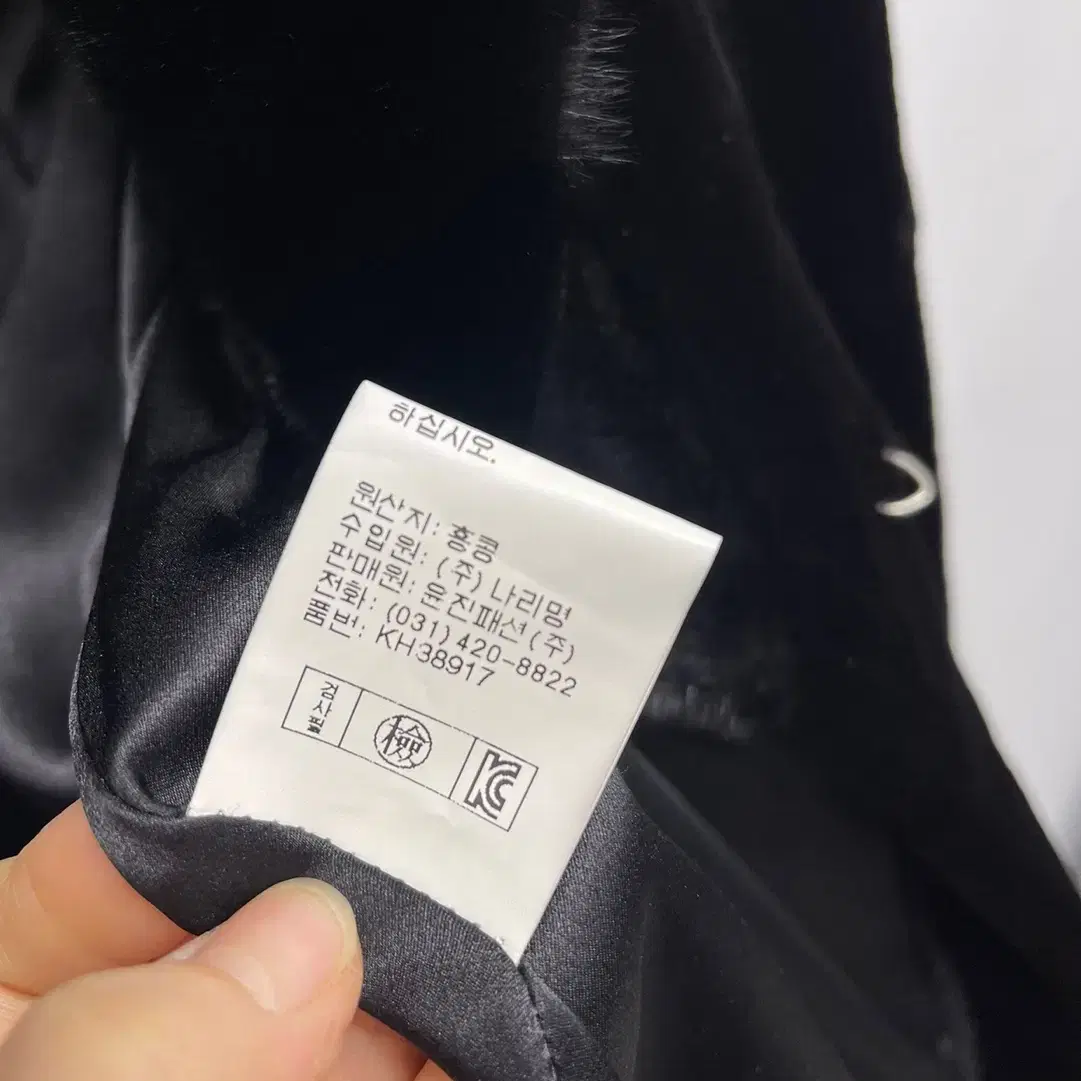 하십시오.
원산지: 홍콩
수입원: (주) 나리명
판매원: 윤진패션(주)
전화: (031) 420-8822
품번: KH38917
검사필 檢 KC